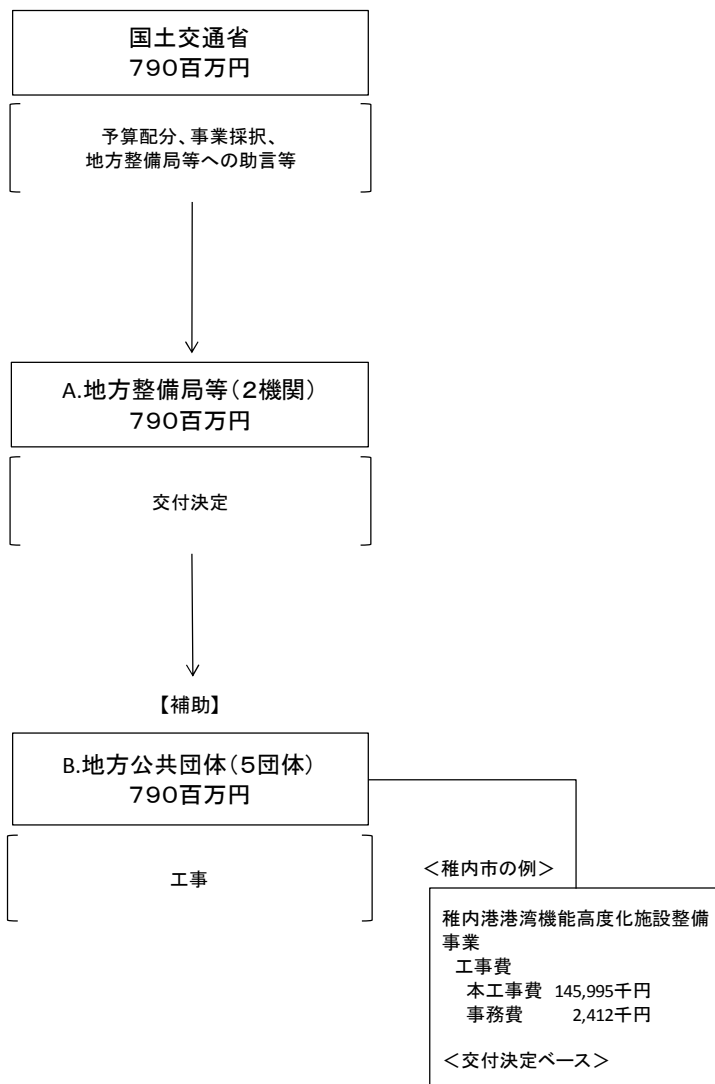 国土交通省
790百万円
予算配分、事業採択、
地方整備局等への助言等
A.地方整備局等(2機関)
790百万円
交付決定
【補助】
B.地方公共団体(5団体)
790百万円
工事
<稚内市の例>
稚内港港湾機能高度化施設整備
事業
工事費
本工事費 145,995千円
事務費 2,412千円
<交付決定ベース>